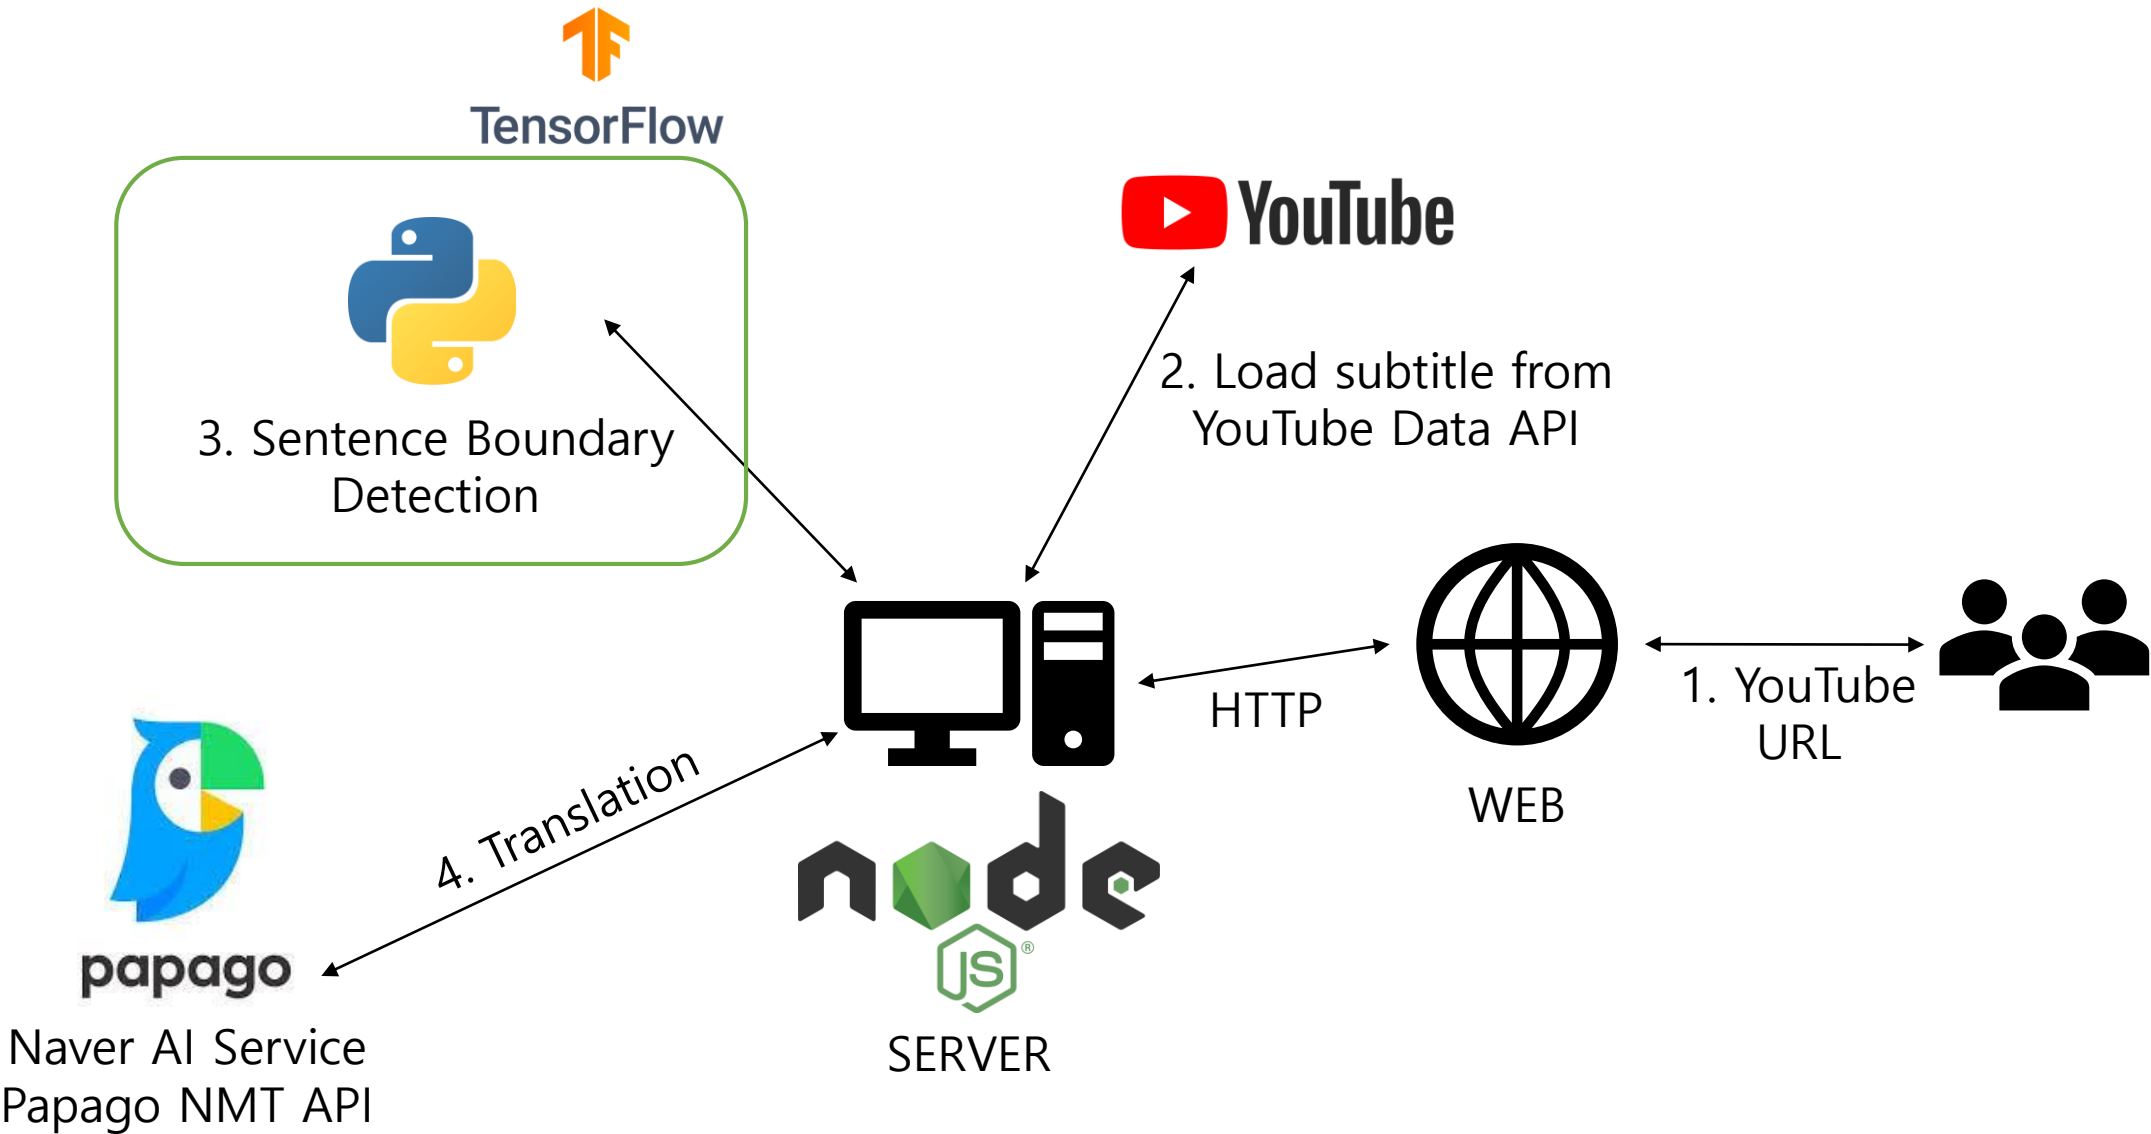 TensorFlow
YouTube
3. Sentence Boundary
Detection
2. Load subtitle from
YouTube Data API
HTTP
1. YouTube
URL
WEB
4. Translation
node
JS®
SERVER
papago
Naver AI Service
Papago NMT API